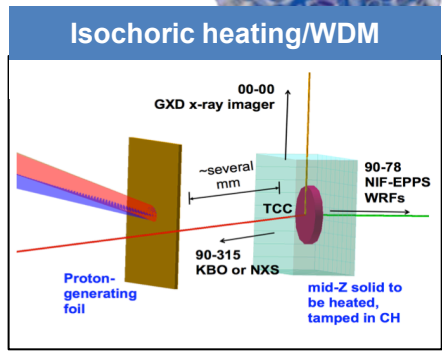 Isochoric heating/WDM
00-00
GXD x-ray imager
~several
mm
90-78
NIF-EPPS
WRFs
TCC
90-315
KBO or NXS
Proton-
generating
foil
mid-Z solid to
be heated,
tamped in CH